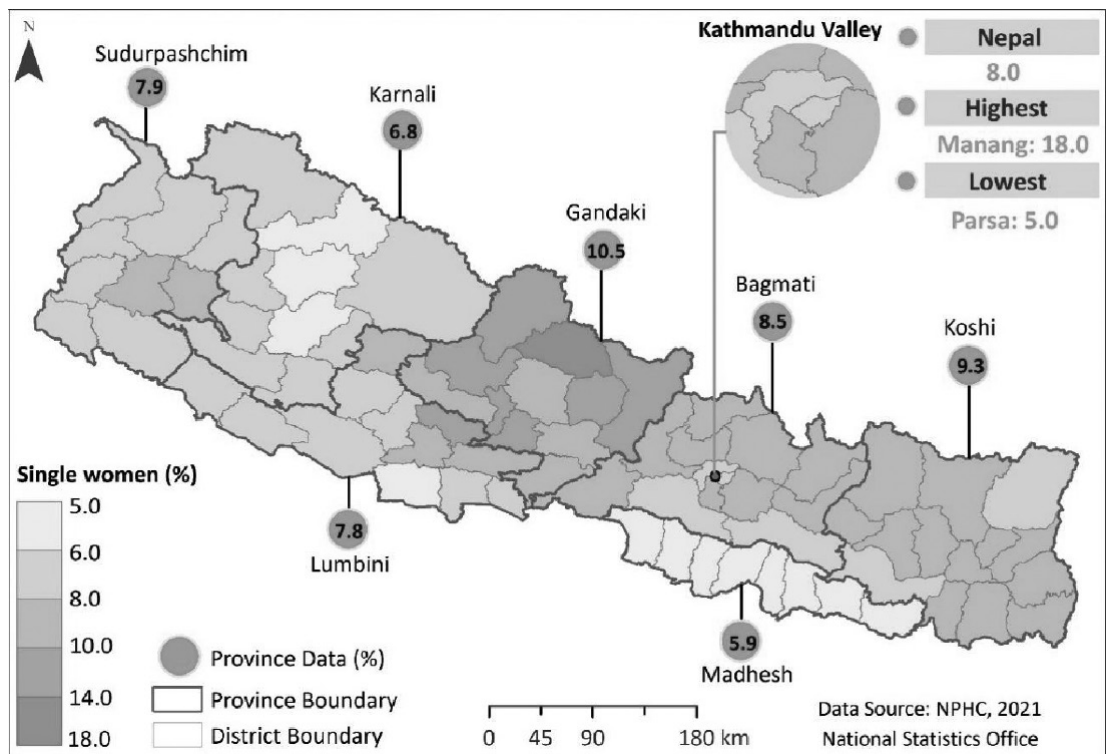 N
Sudurpashchim
7.9
Karnali
6.8
Gandaki
10.5
Kathmandu Valley
Nepal
8.0
Highest
Manang: 18.0
Lowest
Parsa: 5.0
Bagmati
8.5
Koshi
9.3
Single women (%)
5.0
6.0
8.0
10.0
14.0
18.0
7.8
Lumbini
5.9
Madhesh
Province Data (%)
Province Boundary
District Boundary
0 45 90 180 km
Data Source: NPHC, 2021
National Statistics Office